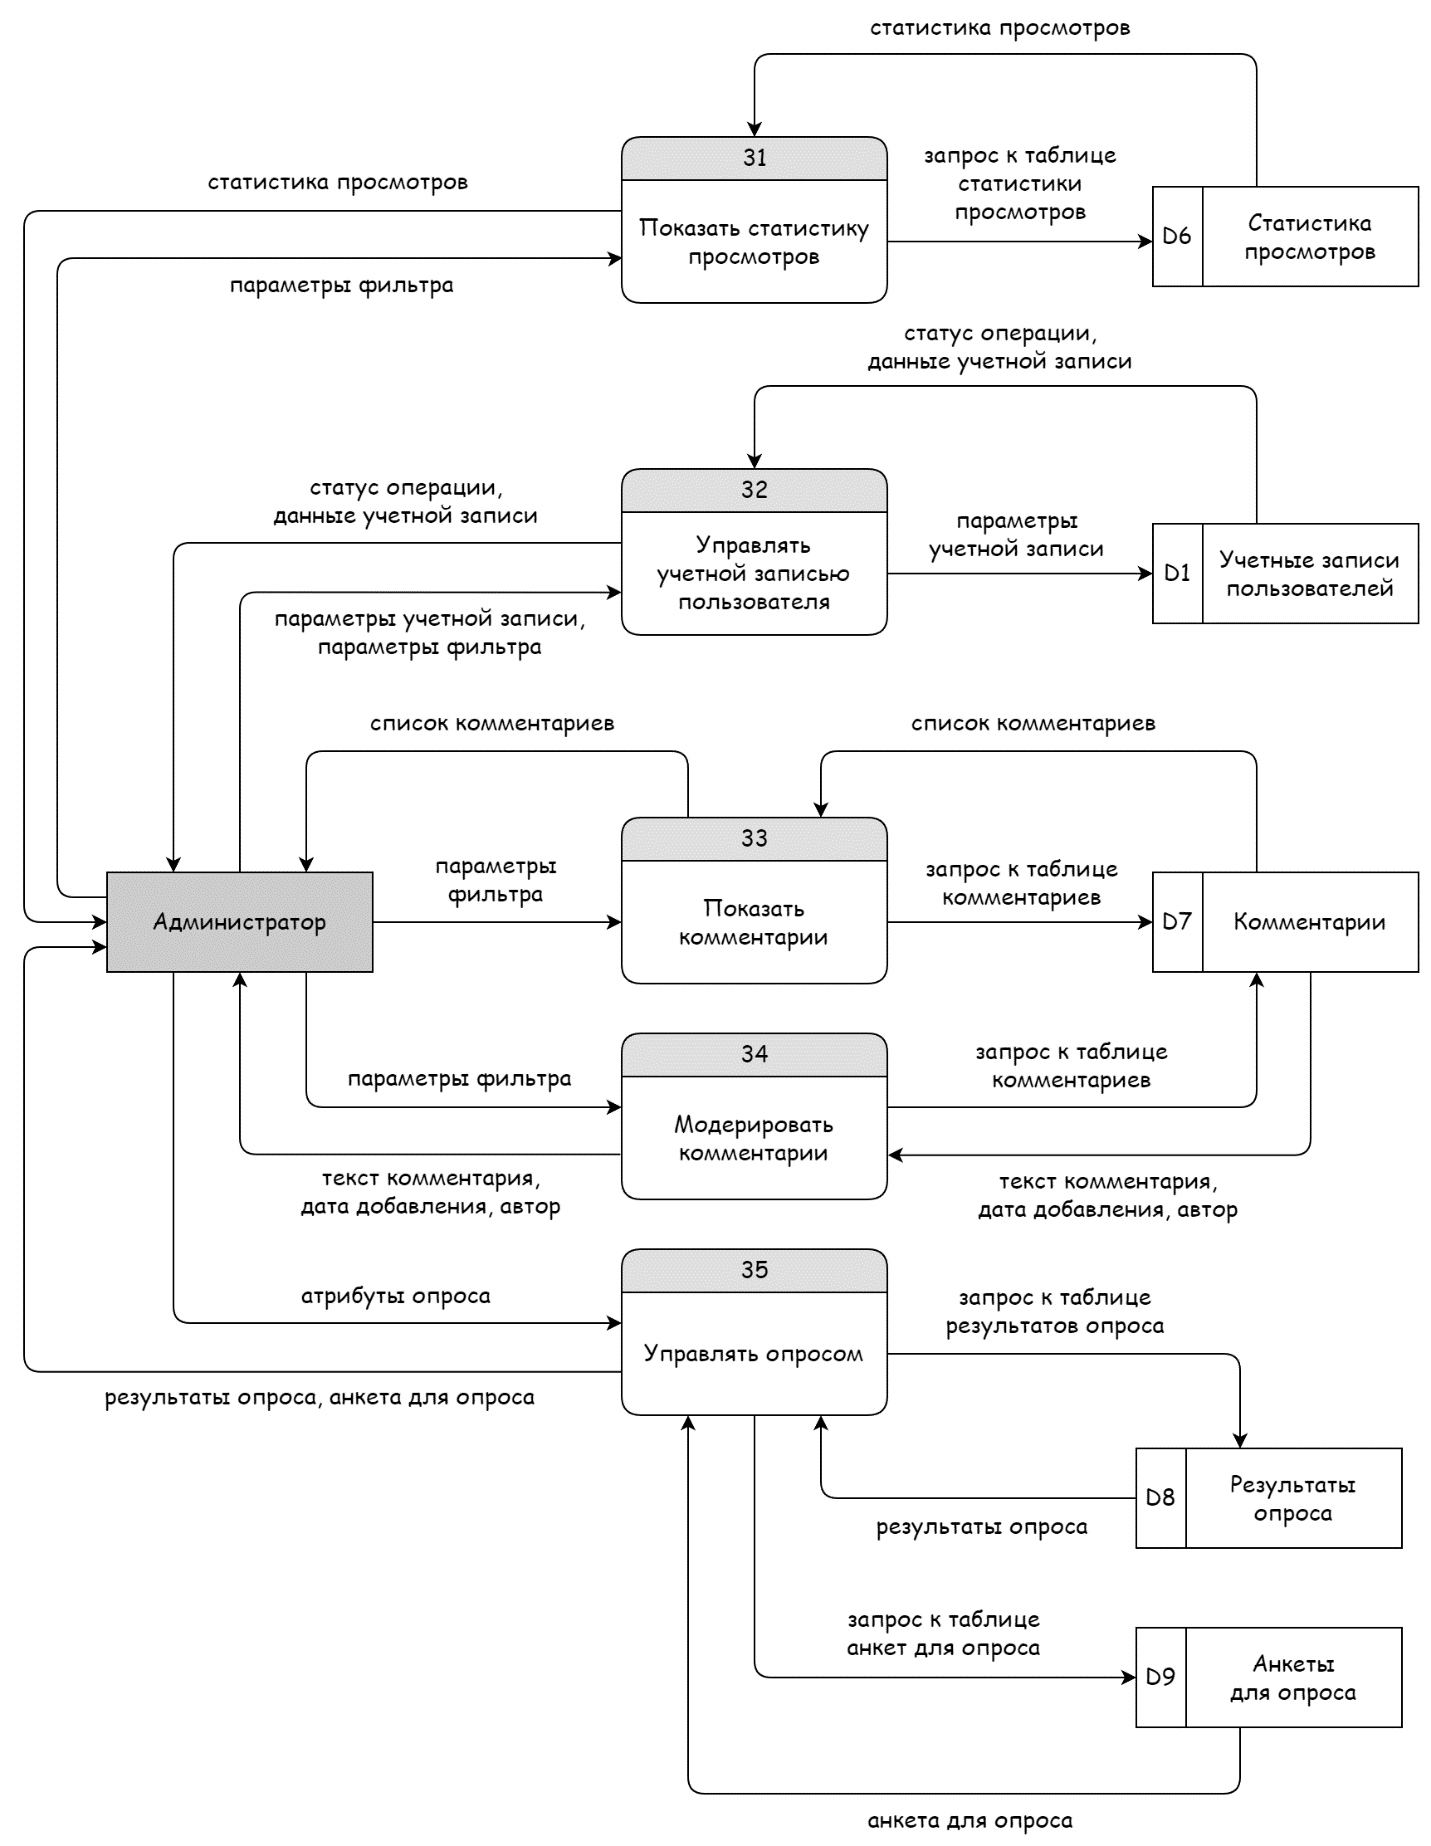 статистика просмотров
31
запрос к таблице
статистики
просмотров
статистика просмотров
Показать статистику
просмотров
D6
Статистика
просмотров
параметры фильтра
статус операции,
данные учетной записи
32
статус операции,
данные учетной записи
параметры
учетной записи
Управлять
учетной записью
пользователя
D1
Учетные записи
пользователей
параметры учетной записи,
параметры фильтра
список комментариев
список комментариев
33
параметры
фильтра
запрос к таблице
комментариев
Администратор
Показать
комментарии
D7
Комментарии
34
запрос к таблице
комментариев
параметры фильтра
Модерировать
комментарии
текст комментария,
дата добавления, автор
текст комментария,
дата добавления, автор
35
атрибуты опроса
запрос к таблице
результатов опроса
Управлять опросом
результаты опроса, анкета для опроса
D8
Результаты
опроса
результаты опроса
запрос к таблице
анкет для опроса
D9
Анкеты
для опроса
анкета для опроса